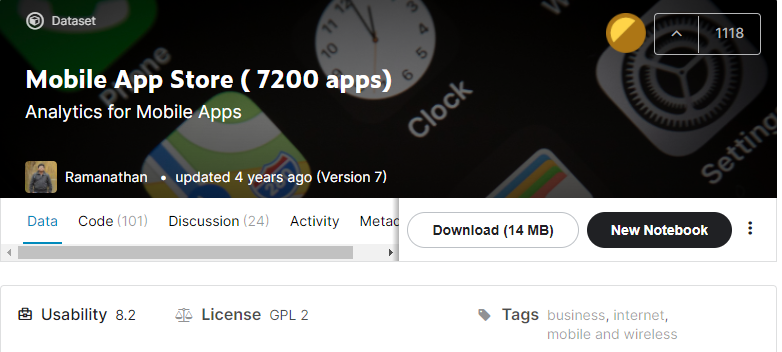 Dataset
1118
Mobile App Store ( 7200 apps)
Analytics for Mobile Apps
Phone
Clock
280
Setting
Ramanathan • updated 4 years ago (Version 7)
Data Code (101) Discussion (24) Activity Metad
Download (14 MB) New Notebook
Usability 8.2 License GPL 2 Tags business, internet,
mobile and wireless